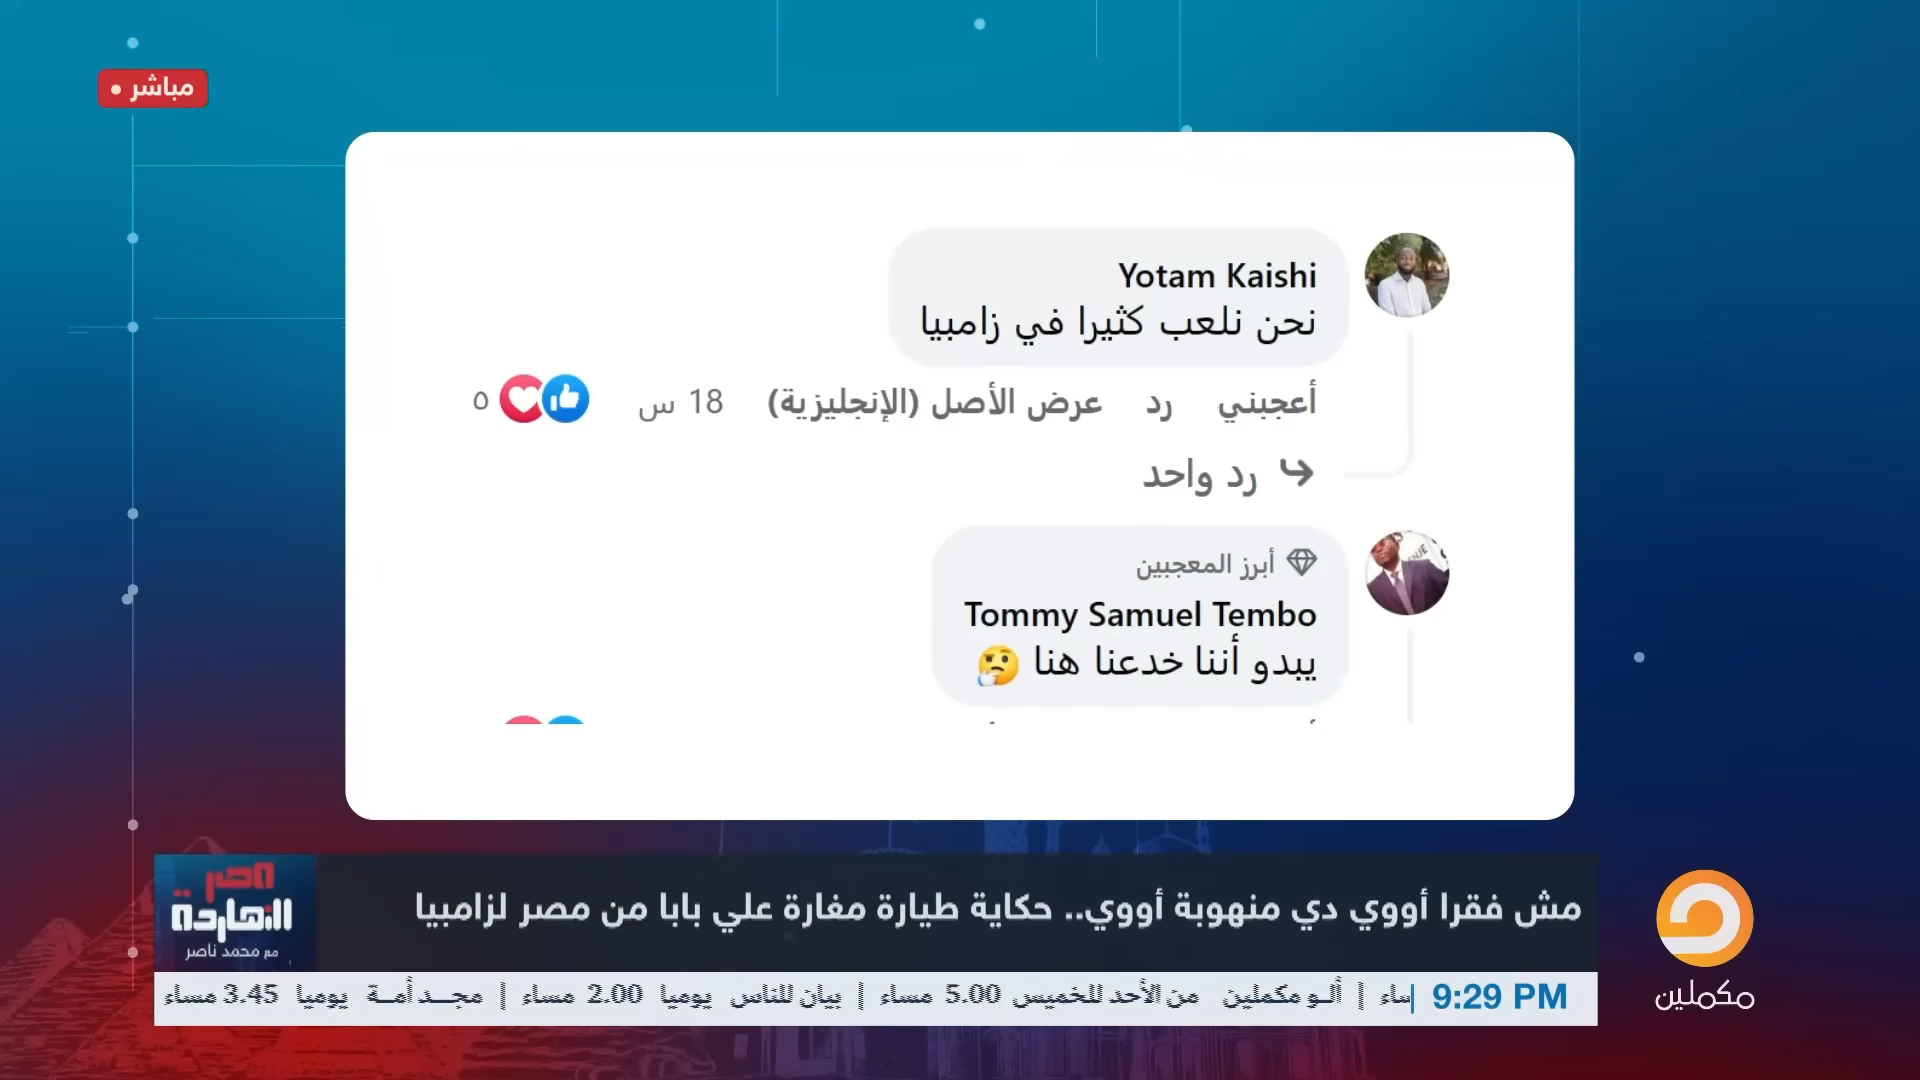 مباشر
Yotam Kaishi
نحن نلعب كثيرا في زامبيا
أعجبني رد عرض الأصل (الإنجليزية) 18 س ٥
رد واحد
أبرز المعجبين
Tommy Samuel Tembo
يبدو أننا خدعنا هنا 🤔
مصر
النهاردة
مع محمد ناصر
مش فقرا أووي دي منهوبة أووي.. حكاية طيارة مغارة علي بابا من مصر لزامبيا
9:29 PM
ساء | ألـو مكملين من الأحد للخميس 5.00 مساء | بيان للناس يوميا 2.00 مساء | مجــد أمــة يوميا 3.45 مساء
مكملين